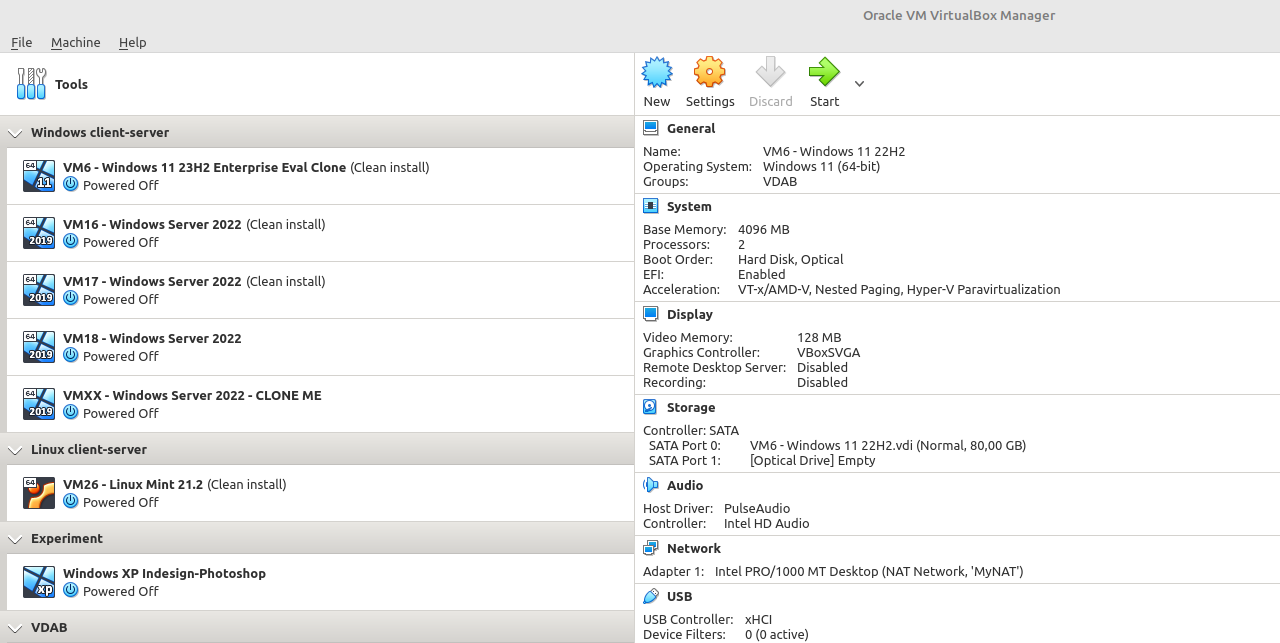 Oracle VM VirtualBox Manager
File Machine Help
Tools
New Settings Discard Start
Windows client-server
64 11 VM6 - Windows 11 23H2 Enterprise Eval Clone (Clean install)
Powered Off
64 2019 VM16 - Windows Server 2022 (Clean install)
Powered Off
64 2019 VM17 - Windows Server 2022 (Clean install)
Powered Off
64 2019 VM18 - Windows Server 2022
Powered Off
64 2019 VMXX - Windows Server 2022 - CLONE ME
Powered Off
Linux client-server
64 VM26 - Linux Mint 21.2 (Clean install)
Powered Off
Experiment
xp Windows XP Indesign-Photoshop
Powered Off
VDAB
General
Name: VM6 - Windows 11 22H2
Operating System: Windows 11 (64-bit)
Groups: VDAB
System
Base Memory: 4096 MB
Processors: 2
Boot Order: Hard Disk, Optical
EFI: Enabled
Acceleration: VT-x/AMD-V, Nested Paging, Hyper-V Paravirtualization
Display
Video Memory: 128 MB
Graphics Controller: VBoxSVGA
Remote Desktop Server: Disabled
Recording: Disabled
Storage
Controller: SATA
SATA Port 0: VM6 - Windows 11 22H2.vdi (Normal, 80,00 GB)
SATA Port 1: [Optical Drive] Empty
Audio
Host Driver: PulseAudio
Controller: Intel HD Audio
Network
Adapter 1: Intel PRO/1000 MT Desktop (NAT Network, 'MyNAT')
USB
USB Controller: xHCI
Device Filters: 0 (0 active)